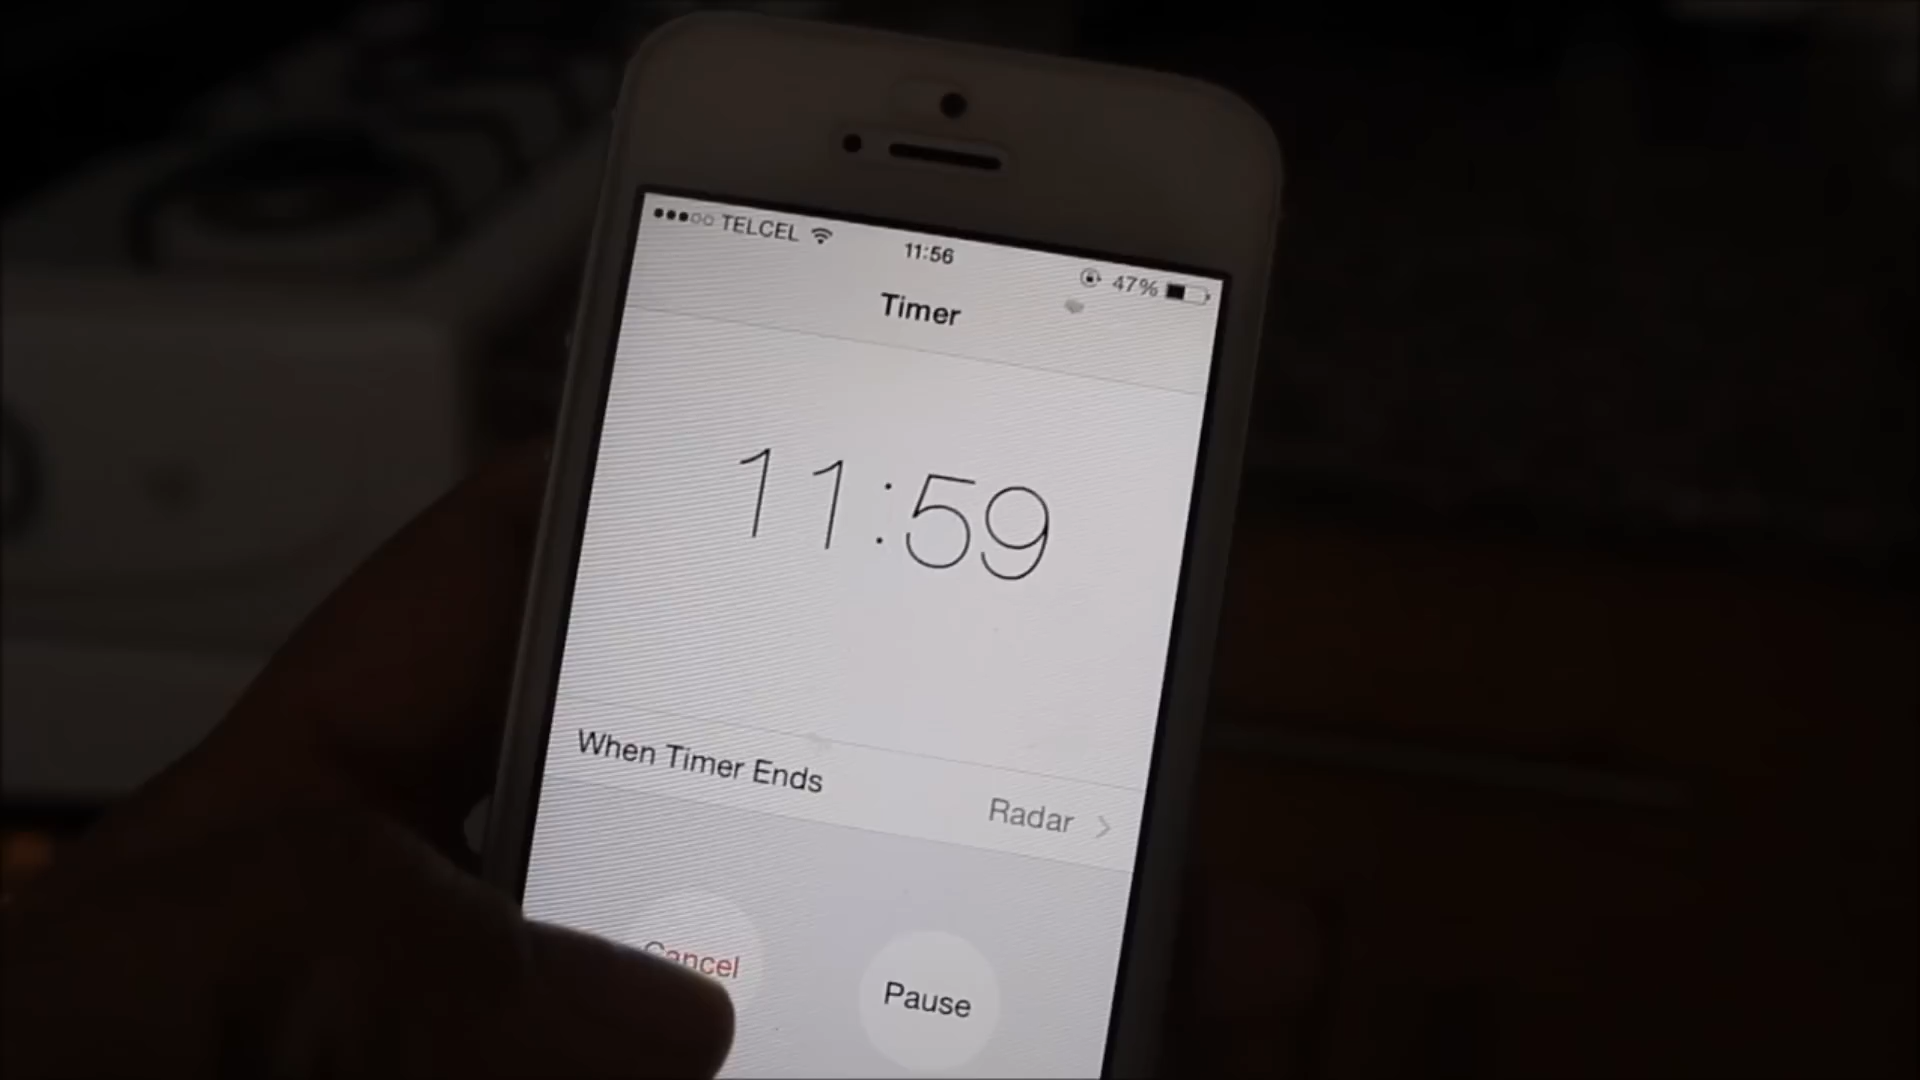 TELCEL 11:56 47%
Timer
11:59
When Timer Ends Radar
Cancel Pause